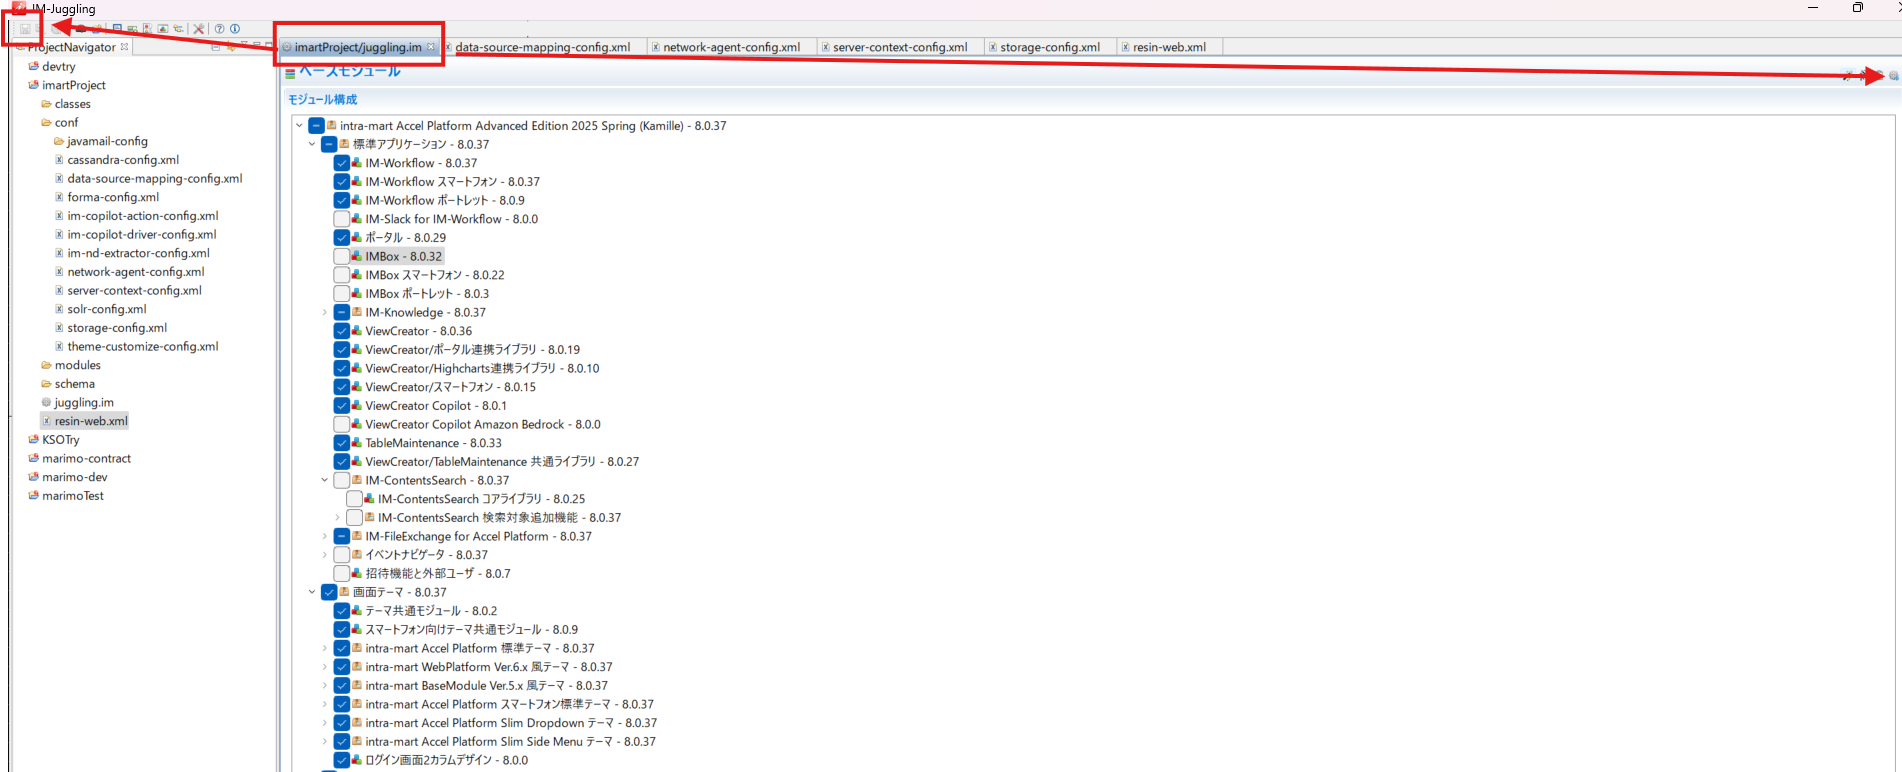 IM-Juggling
ProjectNavigator
devtry
imartProject
classes
conf
javamail-config
cassandra-config.xml
data-source-mapping-config.xml
forma-config.xml
im-copilot-action-config.xml
im-copilot-driver-config.xml
im-nd-extractor-config.xml
network-agent-config.xml
server-context-config.xml
solr-config.xml
storage-config.xml
theme-customize-config.xml
modules
schema
juggling.im
resin-web.xml
KSOTry
marimo-contract
marimo-dev
marimoTest
imartProject/juggling.im
data-source-mapping-config.xml
network-agent-config.xml
server-context-config.xml
storage-config.xml
resin-web.xml
ベースモジュール
モジュール構成
intra-mart Accel Platform Advanced Edition 2025 Spring (Kamille) - 8.0.37
標準アプリケーション - 8.0.37
IM-Workflow - 8.0.37
IM-Workflow スマートフォン - 8.0.37
IM-Workflow ポートレット - 8.0.9
IM-Slack for IM-Workflow - 8.0.0
ポータル - 8.0.29
IMBox - 8.0.32
IMBox スマートフォン - 8.0.22
IMBox ポートレット - 8.0.3
IM-Knowledge - 8.0.37
ViewCreator - 8.0.36
ViewCreator/ポータル連携ライブラリ - 8.0.19
ViewCreator/Highcharts連携ライブラリ - 8.0.10
ViewCreator/スマートフォン - 8.0.15
ViewCreator Copilot - 8.0.1
ViewCreator Copilot Amazon Bedrock - 8.0.0
TableMaintenance - 8.0.33
ViewCreator/TableMaintenance 共通ライブラリ - 8.0.27
IM-ContentsSearch - 8.0.37
IM-ContentsSearch コアライブラリ - 8.0.25
IM-ContentsSearch 検索対象追加機能 - 8.0.37
IM-FileExchange for Accel Platform - 8.0.37
イベントナビゲータ - 8.0.37
招待機能と外部ユーザ - 8.0.7
画面テーマ - 8.0.37
テーマ共通モジュール - 8.0.2
スマートフォン向けテーマ共通モジュール - 8.0.9
intra-mart Accel Platform 標準テーマ - 8.0.37
intra-mart WebPlatform Ver.6.x 風テーマ - 8.0.37
intra-mart BaseModule Ver.5.x 風テーマ - 8.0.37
intra-mart Accel Platform スマートフォン標準テーマ - 8.0.37
intra-mart Accel Platform Slim Dropdown テーマ - 8.0.37
intra-mart Accel Platform Slim Side Menu テーマ - 8.0.37
ログイン画面2カラムデザイン - 8.0.0